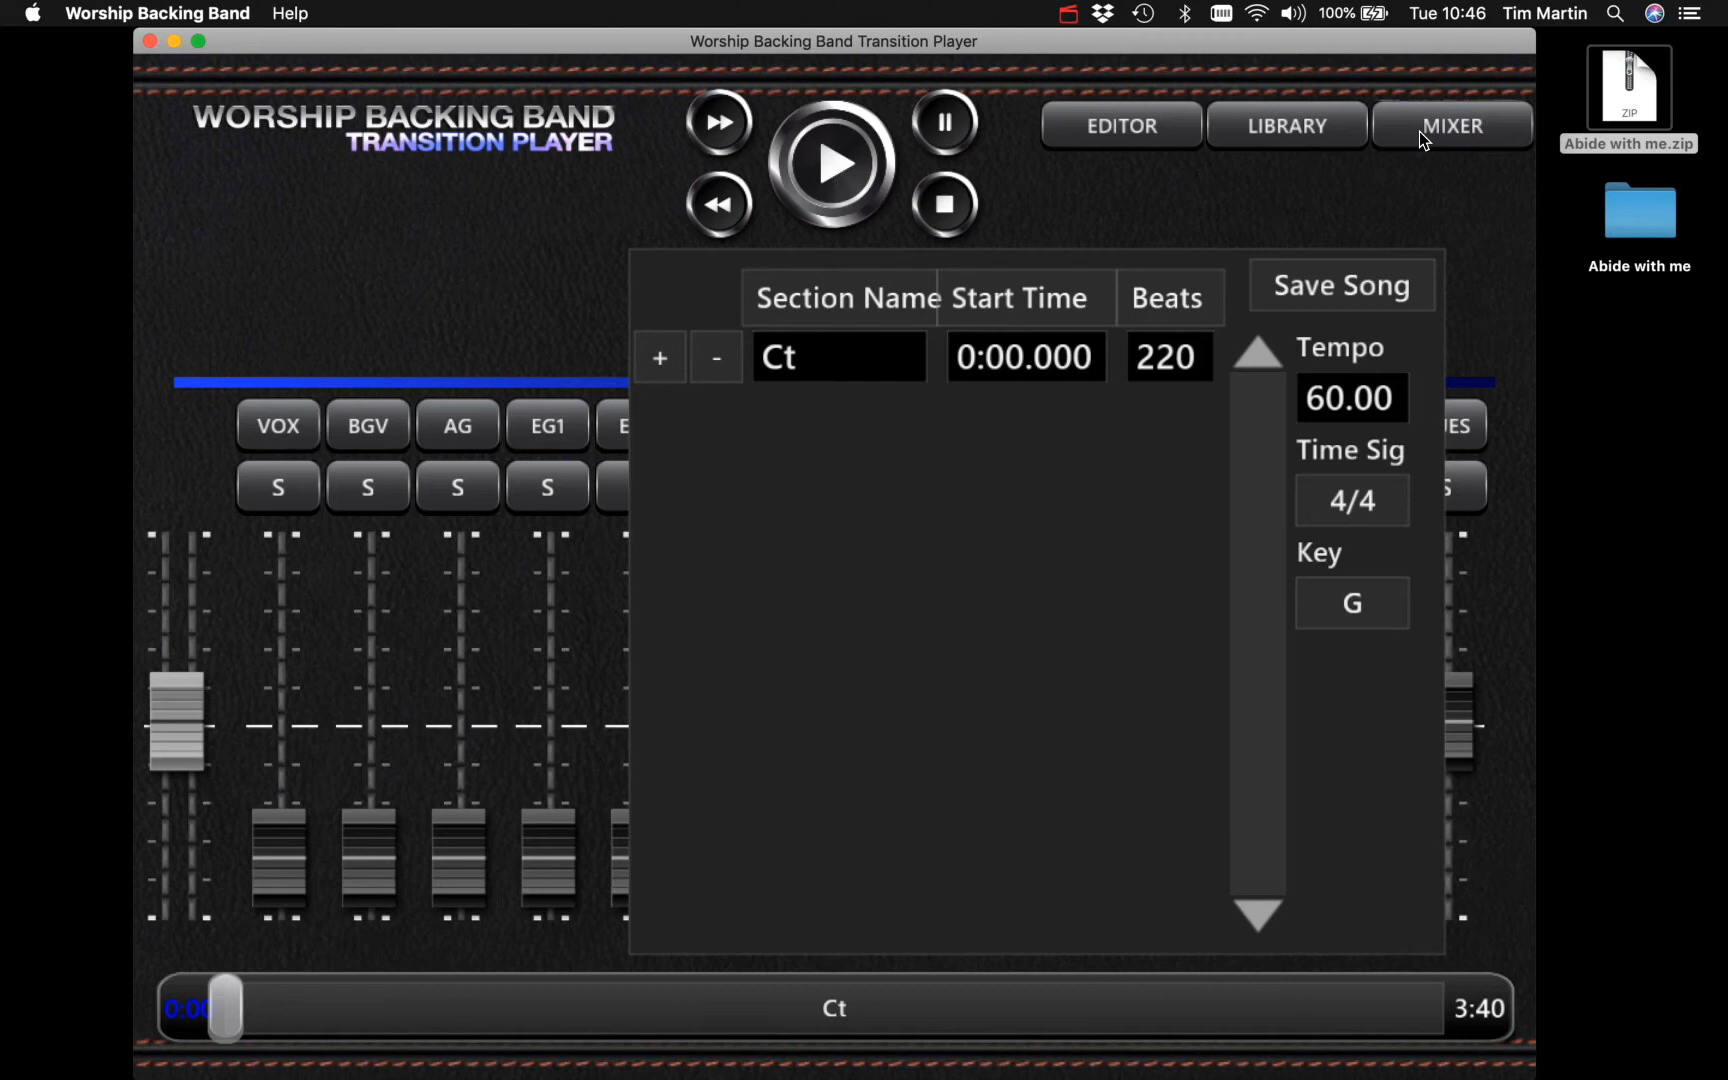 Worship Backing Band Help 100% Tue 10:46 Tim Martin
Worship Backing Band Transition Player
WORSHIP BACKING BAND
TRANSITION PLAYER
EDITOR LIBRARY MIXER
ZIP
Abide with me.zip
Abide with me
Section Name Start Time Beats Save Song
+ - Ct 0:00.000 220
Tempo
60.00
Time Sig
4/4
Key
G
VOX BGV AG EG1 E ES
S S S S S
0:00 Ct 3:40